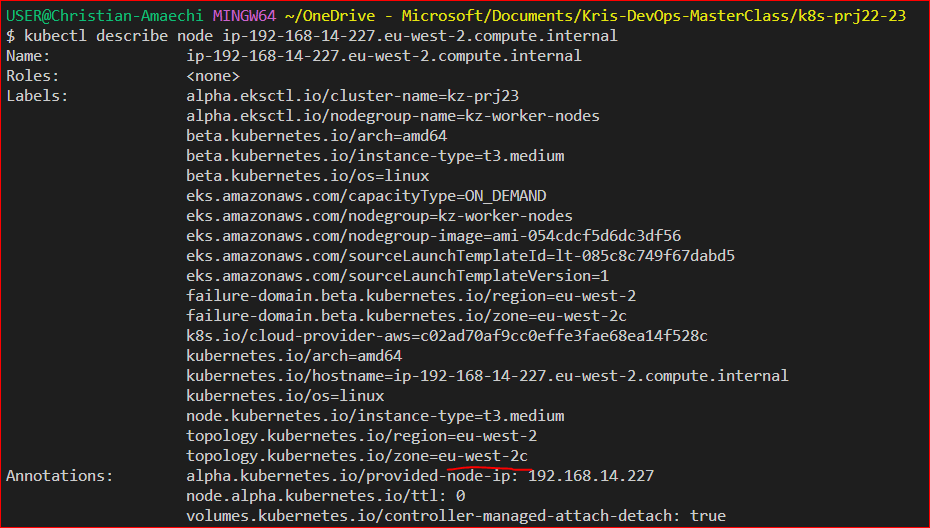 USER@Christian-Amaechi MINGW64 ~/OneDrive - Microsoft/Documents/Kris-DevOps-MasterClass/k8s-prj22-23
$ kubectl describe node ip-192-168-14-227.eu-west-2.compute.internal
Name: ip-192-168-14-227.eu-west-2.compute.internal
Roles: <none>
Labels: alpha.eksctl.io/cluster-name=kz-prj23
alpha.eksctl.io/nodegroup-name=kz-worker-nodes
beta.kubernetes.io/arch=amd64
beta.kubernetes.io/instance-type=t3.medium
beta.kubernetes.io/os=linux
eks.amazonaws.com/capacityType=ON_DEMAND
eks.amazonaws.com/nodegroup=kz-worker-nodes
eks.amazonaws.com/nodegroup-image=ami-054cdcf5d6dc3df56
eks.amazonaws.com/sourceLaunchTemplateId=lt-085c8c749f67dabd5
eks.amazonaws.com/sourceLaunchTemplateVersion=1
failure-domain.beta.kubernetes.io/region=eu-west-2
failure-domain.beta.kubernetes.io/zone=eu-west-2c
k8s.io/cloud-provider-aws=c02ad70af9cc0effe3fae68ea14f528c
kubernetes.io/arch=amd64
kubernetes.io/hostname=ip-192-168-14-227.eu-west-2.compute.internal
kubernetes.io/os=linux
node.kubernetes.io/instance-type=t3.medium
topology.kubernetes.io/region=eu-west-2
topology.kubernetes.io/zone=eu-west-2c
Annotations: alpha.kubernetes.io/provided-node-ip: 192.168.14.227
node.alpha.kubernetes.io/ttl: 0
volumes.kubernetes.io/controller-managed-attach-detach: true